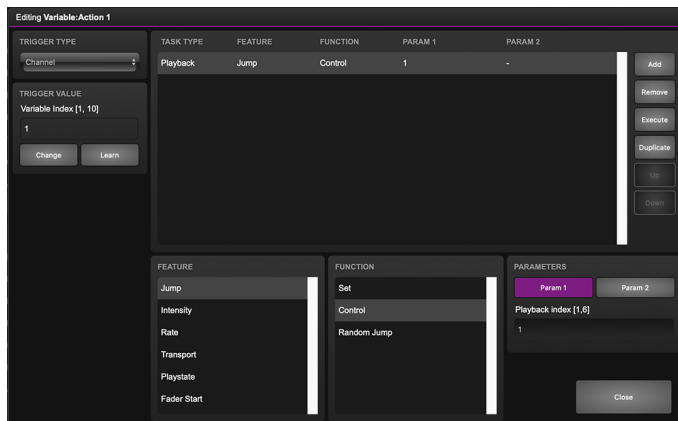 Editing Variable:Action 1
TRIGGER TYPE
Channel
TRIGGER VALUE
Variable Index [1, 10]
1
Change Learn
TASK TYPE FEATURE FUNCTION PARAM 1 PARAM 2
Playback Jump Control 1 -
Add
Remove
Execute
Duplicate
Up
Down
FEATURE
Jump
Intensity
Rate
Transport
Playstate
Fader Start
FUNCTION
Set
Control
Random Jump
PARAMETERS
Param 1 Param 2
Playback index [1,6]
1
Close